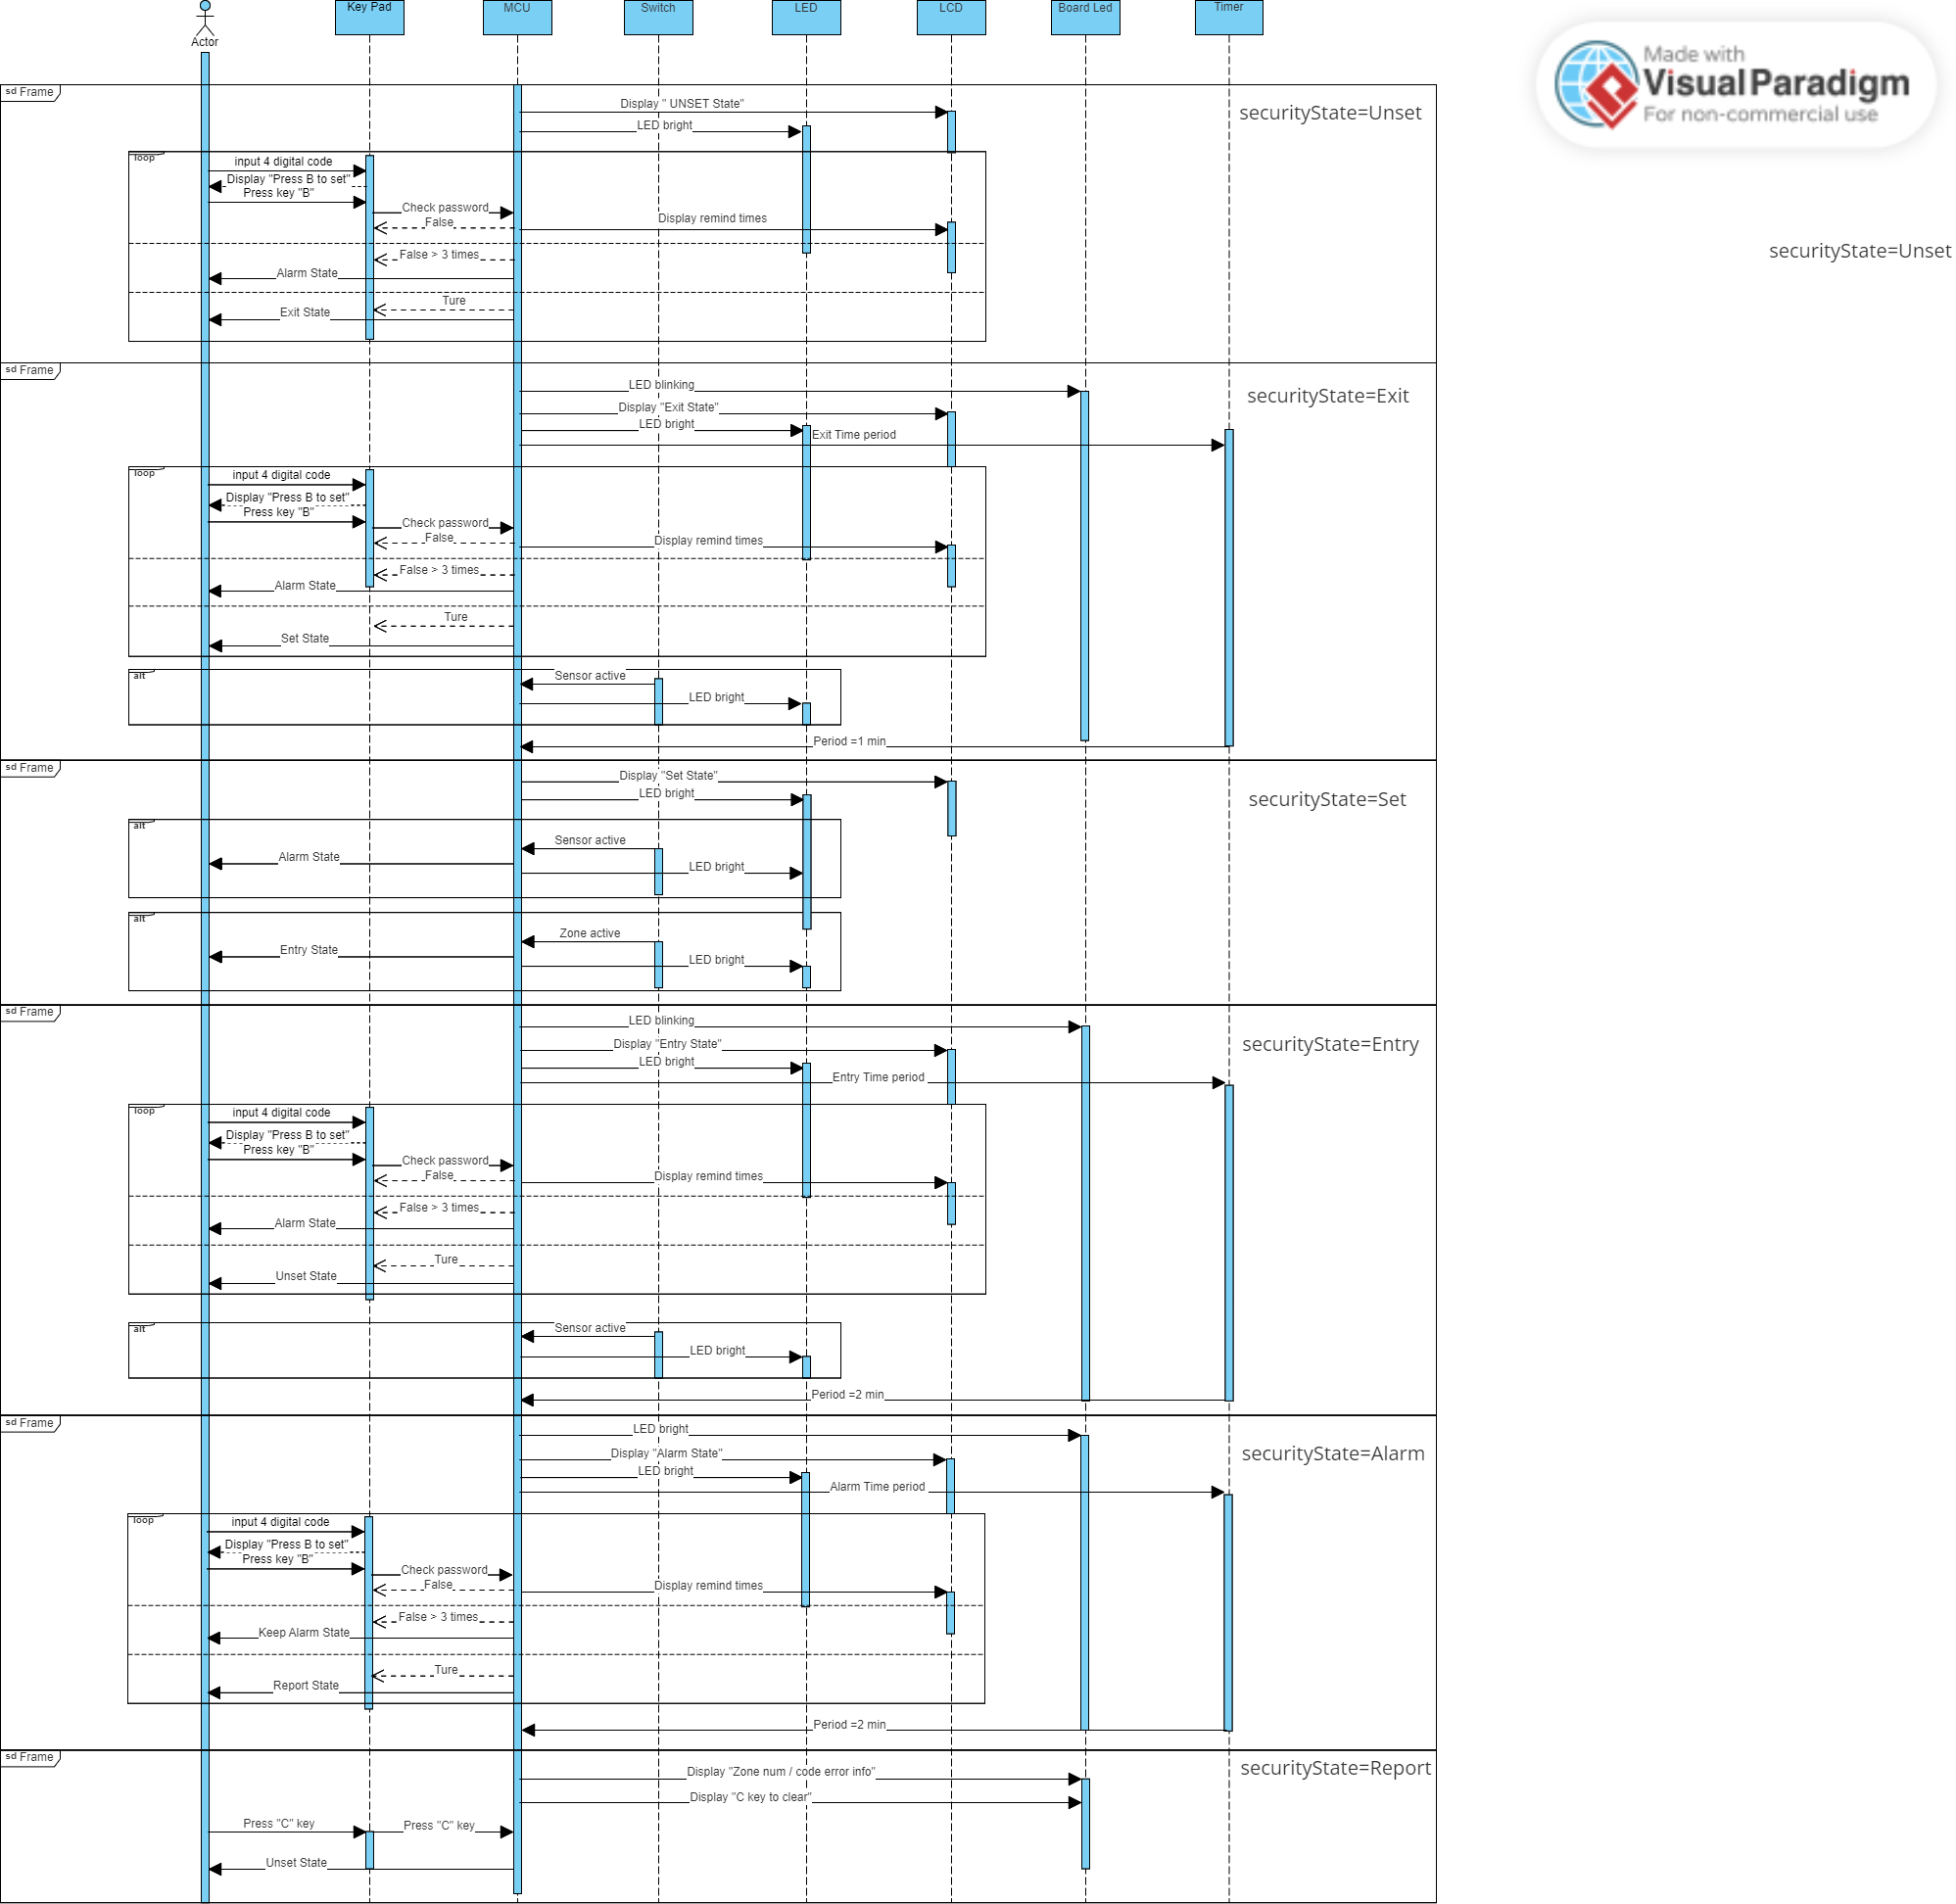 Actor
Key Pad
MCU
Switch
LED
LCD
Board Led
Timer
Made with
Visual Paradigm
For non-commercial use
sd Frame
securityState=Unset
Display " UNSET State"
LED bright
loop
input 4 digital code
Display "Press B to set"
Press key "B"
Check password
False
Display remind times
False > 3 times
Alarm State
Ture
Exit State
securityState=Unset
sd Frame
securityState=Exit
LED blinking
Display "Exit State"
LED bright
Exit Time period
loop
input 4 digital code
Display "Press B to set"
Press key "B"
Check password
False
Display remind times
False > 3 times
Alarm State
Ture
Set State
alt
Sensor active
LED bright
Period =1 min
sd Frame
Display "Set State"
LED bright
securityState=Set
alt
Sensor active
Alarm State
LED bright
alt
Zone active
Entry State
LED bright
sd Frame
LED blinking
securityState=Entry
Display "Entry State"
LED bright
Entry Time period
loop
input 4 digital code
Display "Press B to set"
Press key "B"
Check password
False
Display remind times
False > 3 times
Alarm State
Ture
Unset State
alt
Sensor active
LED bright
Period =2 min
sd Frame
LED bright
securityState=Alarm
Display "Alarm State"
LED bright
Alarm Time period
loop
input 4 digital code
Display "Press B to set"
Press key "B"
Check password
False
Display remind times
False > 3 times
Keep Alarm State
Ture
Report State
Period =2 min
sd Frame
securityState=Report
Display "Zone num / code error info"
Display "C key to clear"
Press "C" key
Press "C" key
Unset State